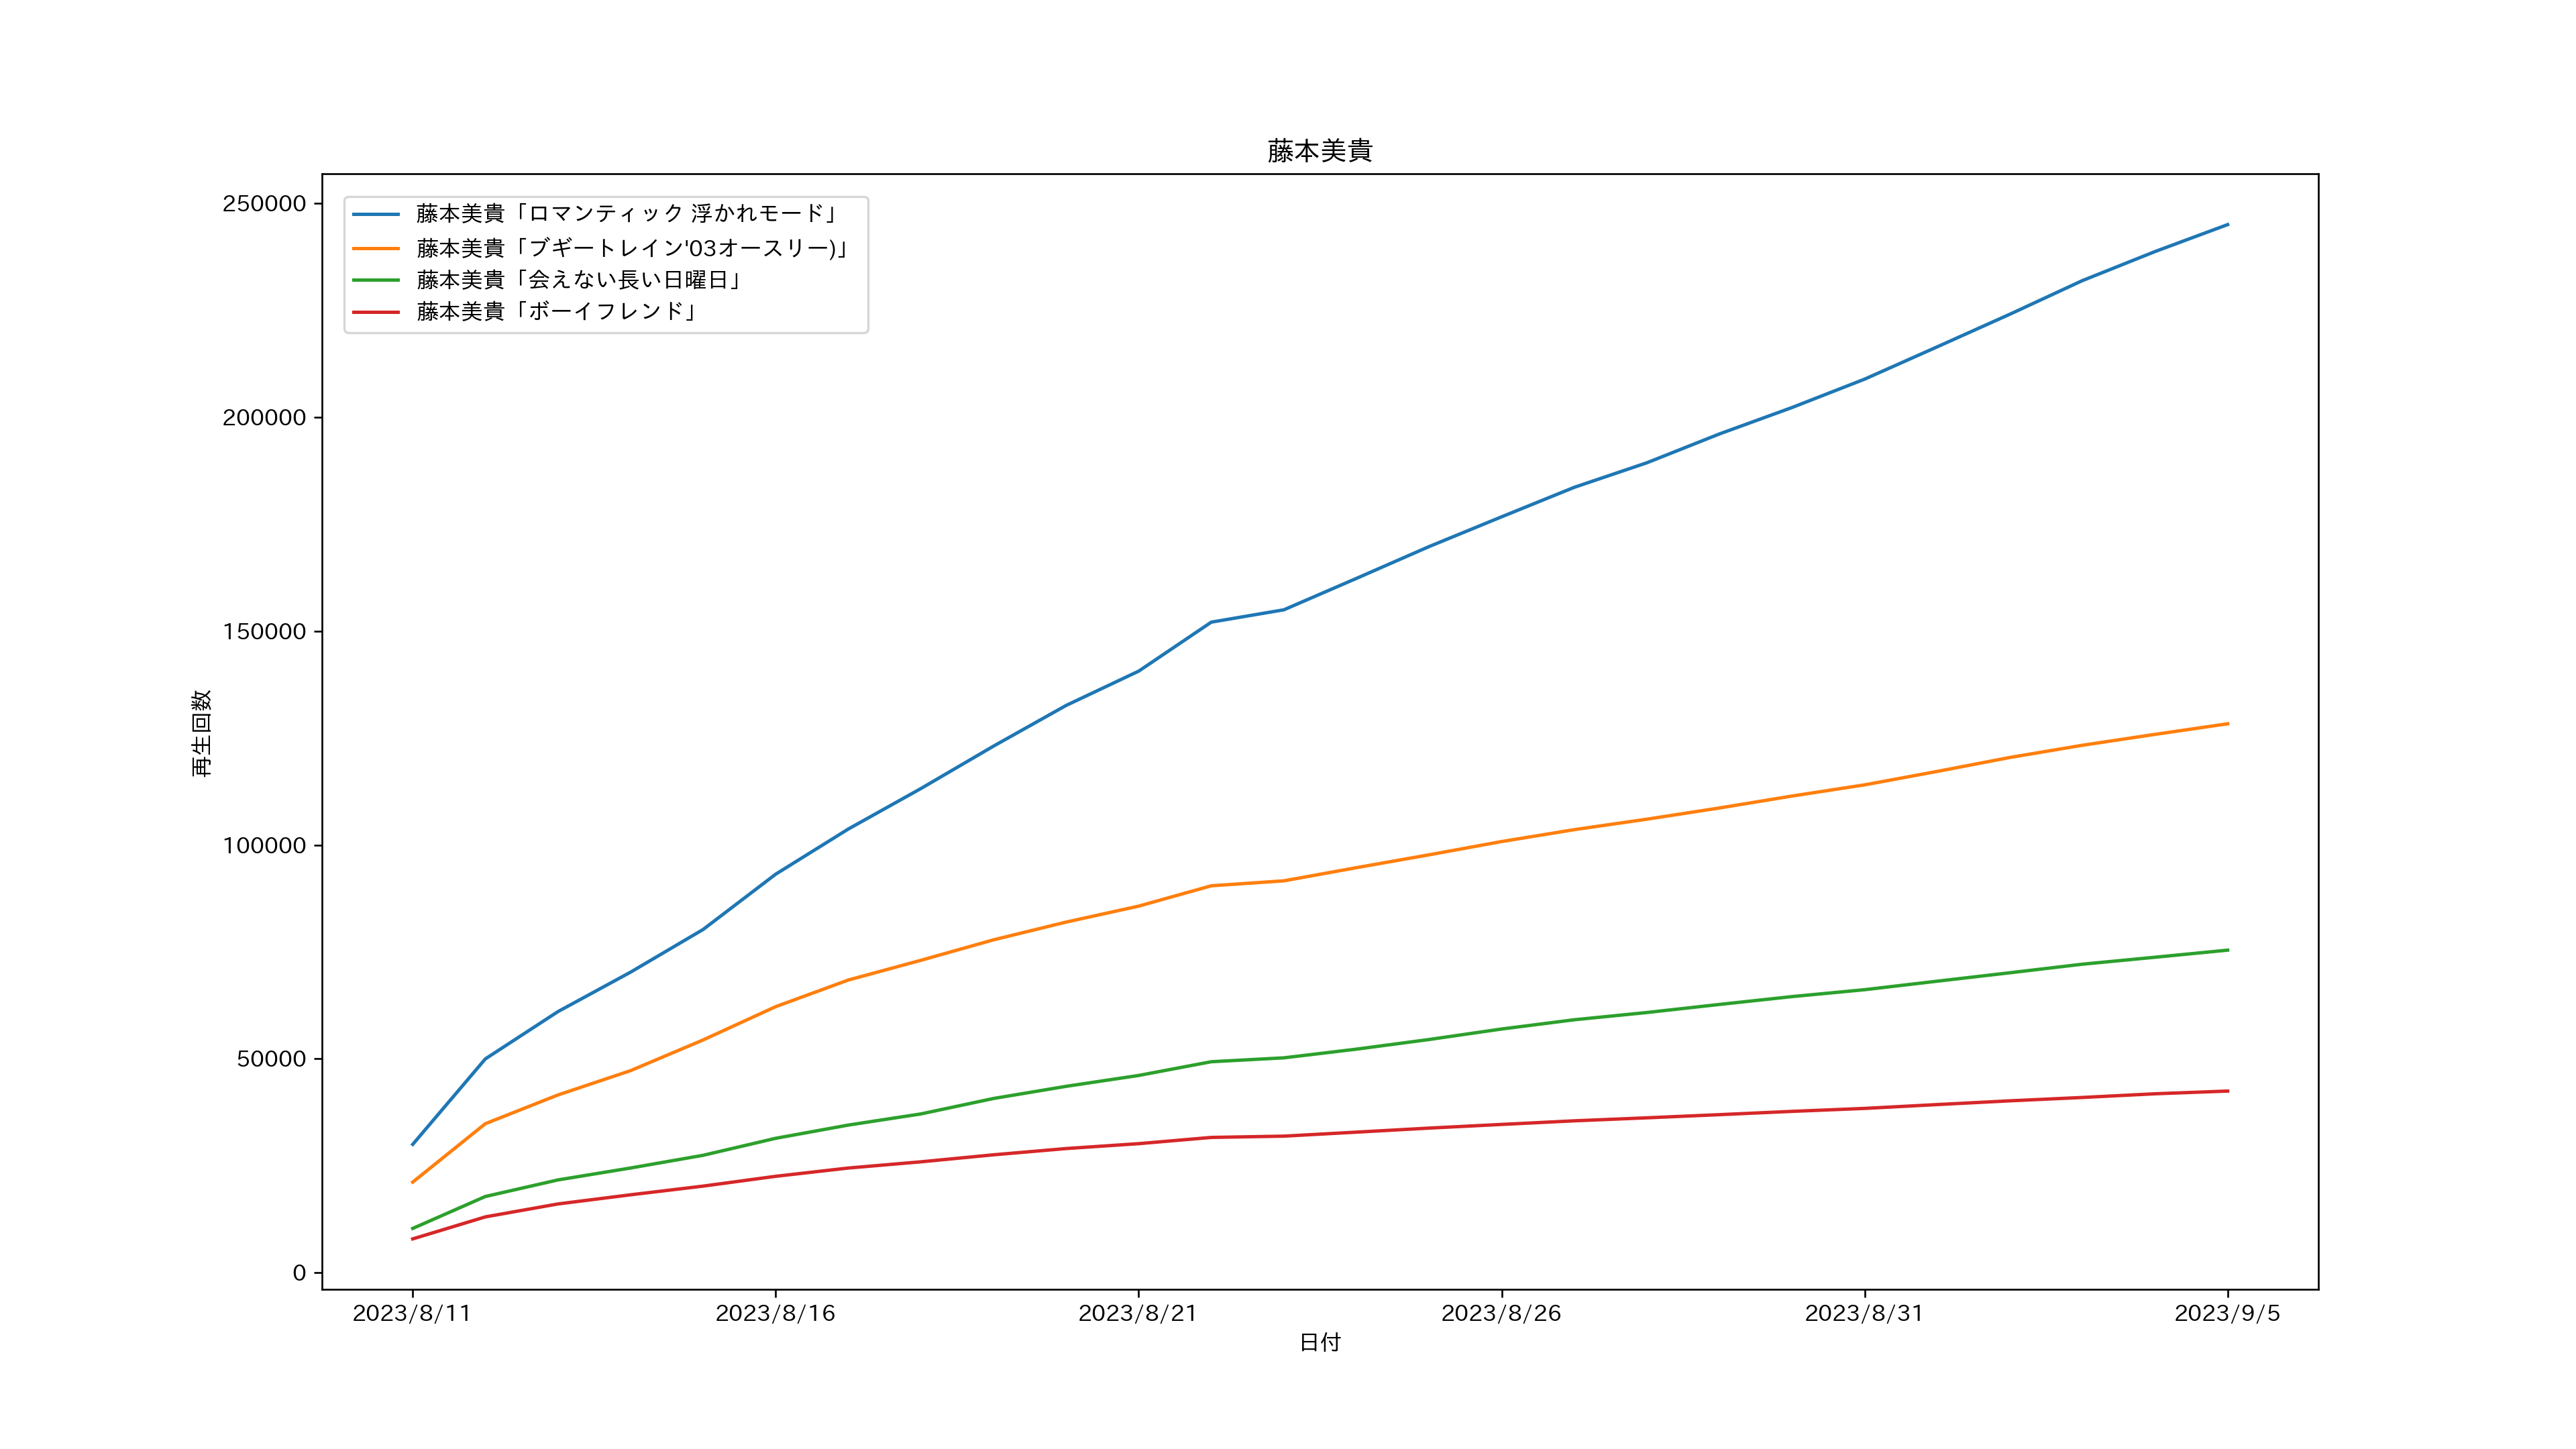 藤本美貴
藤本美貴「ロマンティック 浮かれモード」
藤本美貴「ブギートレイン'03オースリー)」
藤本美貴「会えない長い日曜日」
藤本美貴「ボーイフレンド」
250000
200000
150000
100000
50000
0
再生回数
2023/8/11
2023/8/16
2023/8/21
2023/8/26
2023/8/31
2023/9/5
日付